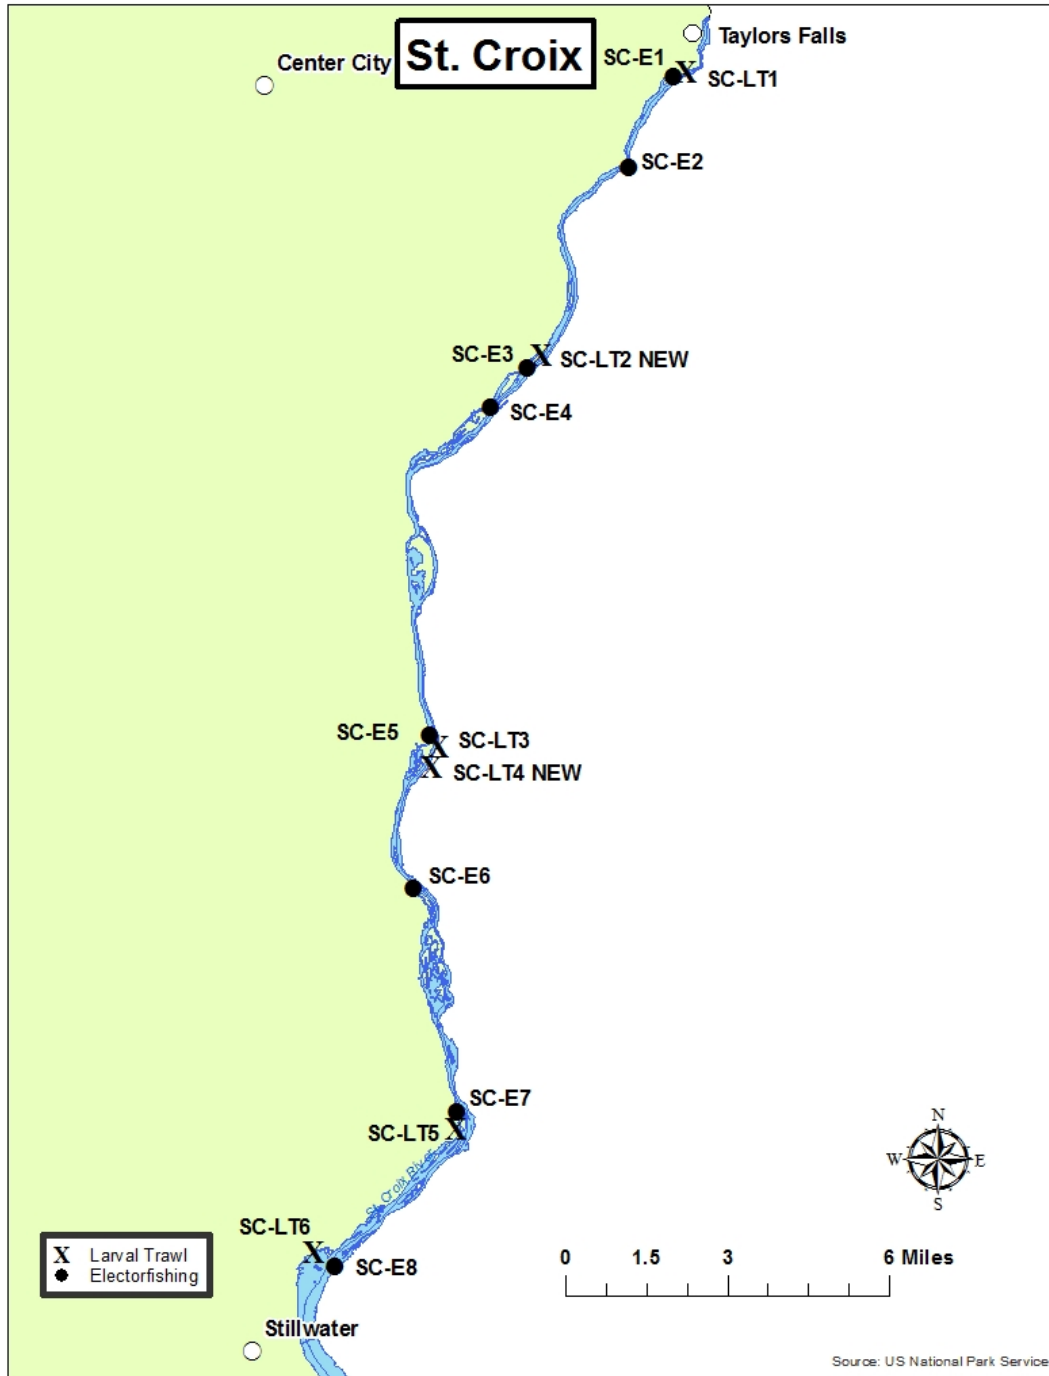 St. Croix
Taylors Falls
Center City
SC-E1
SC-LT1
SC-E2
SC-E3
SC-LT2 NEW
SC-E4
SC-E5
SC-LT3
SC-LT4 NEW
SC-E6
SC-E7
SC-LT5
St. Croix River
SC-LT6
SC-E8
Stillwater
N
W E
S
X Larval Trawl
Electorfishing
0 1.5 3 6 Miles
Source: US National Park Service